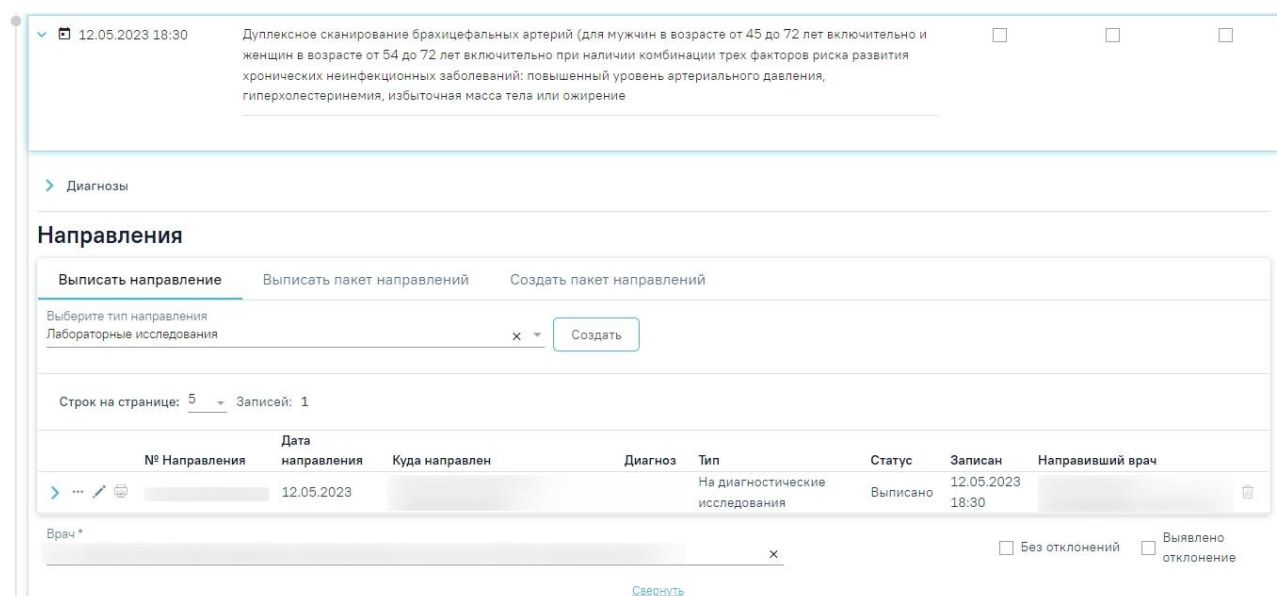 12.05.2023 18:30
Дуплексное сканирование брахицефальных артерий (для мужчин в возрасте от 45 до 72 лет включительно и
женщин в возрасте от 54 до 72 лет включительно при наличии комбинации трех факторов риска развития
хронических неинфекционных заболеваний: повышенный уровень артериального давления,
гиперхолестеринемия, избыточная масса тела или ожирение
Диагнозы
Направления
Выписать направление Выписать пакет направлений Создать пакет направлений
Выберите тип направления
Лабораторные исследования
Создать
Строк на странице: 5 Записей: 1
№ Направления Дата направления Куда направлен Диагноз Тип Статус Записан Направивший врач
12.05.2023 На диагностические исследования Выписано 12.05.2023 18:30
Врач *
Без отклонений Выявлено отклонение
Свернуть